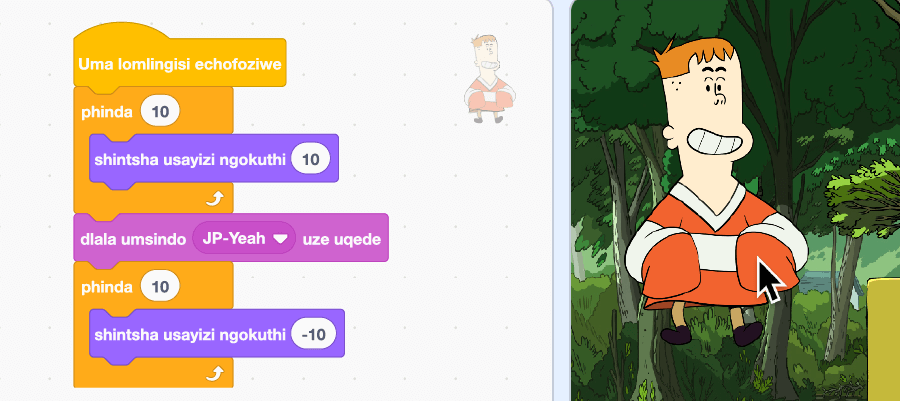 Uma lomlingisi echofoziwe
phinda 10
shintsha usayizi ngokuthi 10
dlala umsindo JP-Yeah uze uqede
phinda 10
shintsha usayizi ngokuthi -10